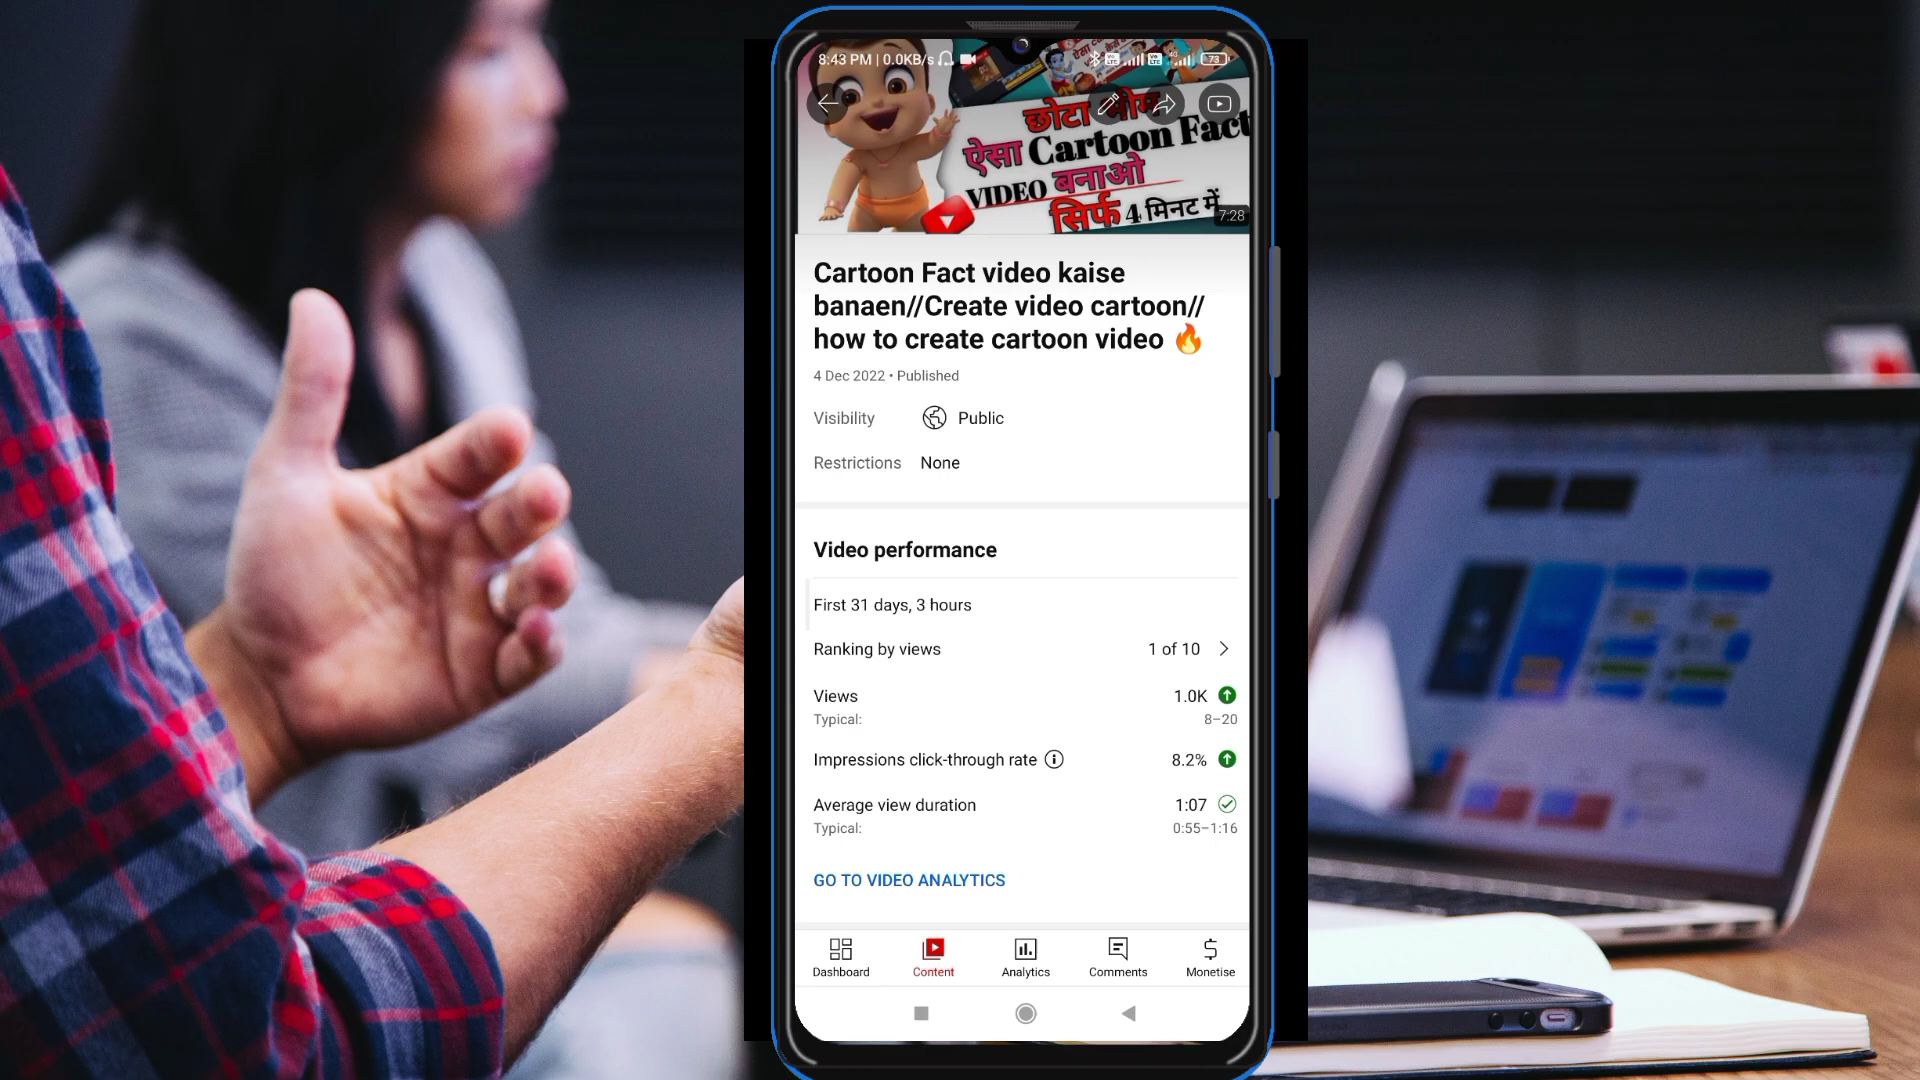 8:43 PM | 0.0KB/s
73
छोटा भीम
ऐसा Cartoon Fact
VIDEO बनाओ
सिर्फ 4 मिनट में
7:28
Cartoon Fact video kaise
banaen//Create video cartoon//
how to create cartoon video 🔥
4 Dec 2022 • Published
Visibility Public
Restrictions None
Video performance
First 31 days, 3 hours
Ranking by views 1 of 10
Views 1.0K
Typical: 8–20
Impressions click-through rate 8.2%
Average view duration 1:07
Typical: 0:55–1:16
GO TO VIDEO ANALYTICS
Dashboard Content Analytics Comments Monetise